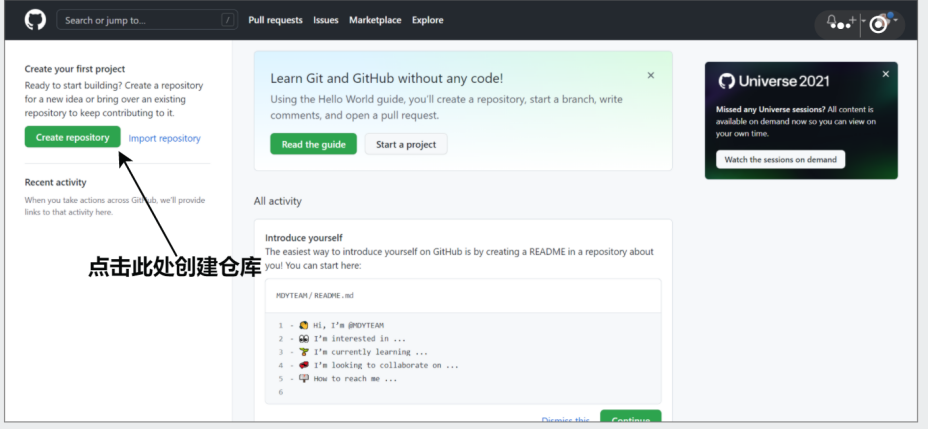 Search or jump to... /
Pull requests Issues Marketplace Explore
Create your first project
Ready to start building? Create a repository
for a new idea or bring over an existing
repository to keep contributing to it.
Create repository Import repository
Recent activity
When you take actions across GitHub, we'll provide
links to that activity here.
点击此处创建仓库
Learn Git and GitHub without any code!
Using the Hello World guide, you'll create a repository, start a branch, write
comments, and open a pull request.
Read the guide Start a project
All activity
Introduce yourself
The easiest way to introduce yourself on GitHub is by creating a README in a repository about
you! You can start here:
MDYTEAM/README.md
1 - 👋 Hi, I'm @MDYTEAM
2 - 👀 I'm interested in ...
3 - 🌱 I'm currently learning ...
4 - 💞️ I'm looking to collaborate on ...
5 - 📫 How to reach me ...
6
Dismiss this Continue
Universe 2021
Missed any Universe sessions? All content is
available on demand now so you can view on
your own time.
Watch the sessions on demand